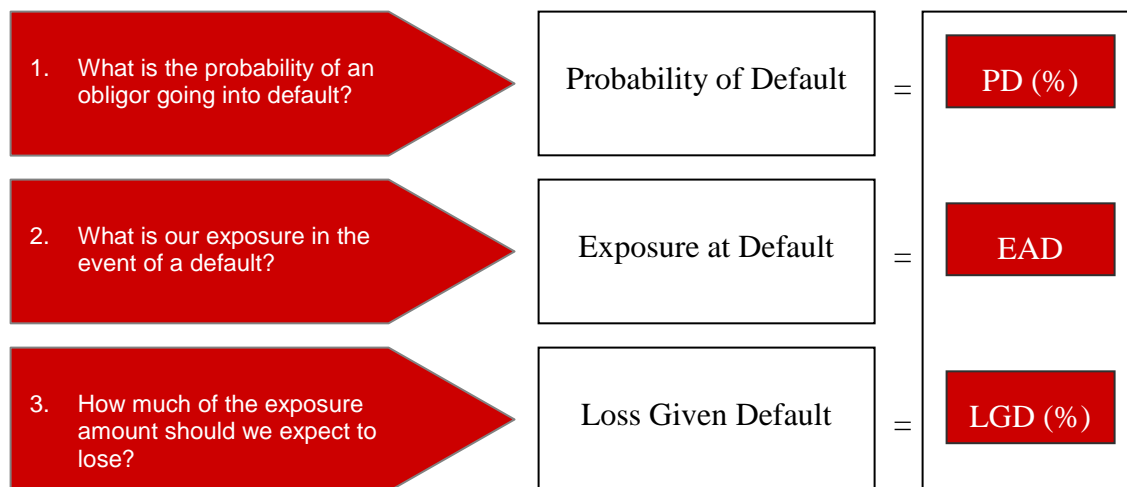 1. What is the probability of an
obligor going into default?
Probability of Default
=
PD (%)
2. What is our exposure in the
event of a default?
Exposure at Default
=
EAD
3. How much of the exposure
amount should we expect to
lose?
Loss Given Default
=
LGD (%)